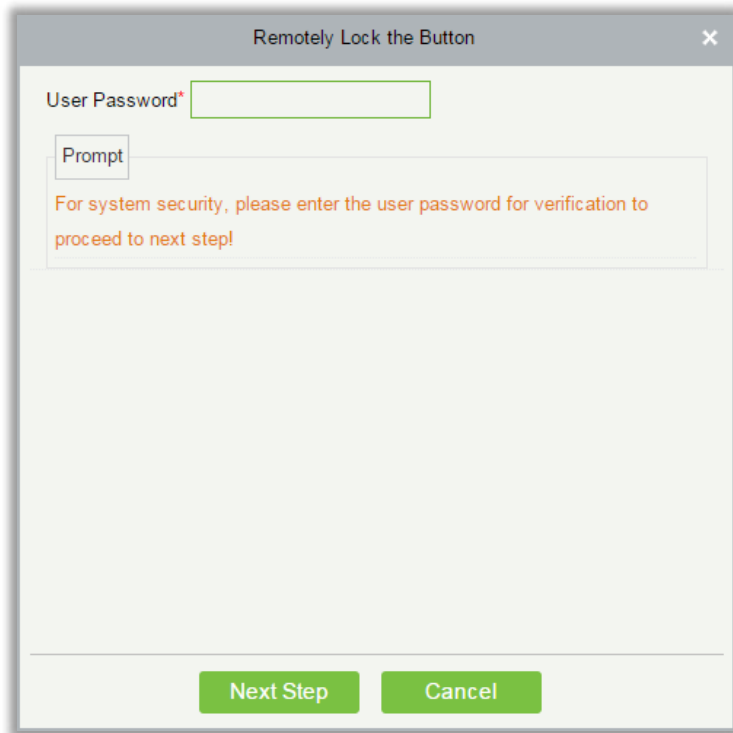 Remotely Lock the Button
User Password*
Prompt
For system security, please enter the user password for verification to
proceed to next step!
Next Step
Cancel